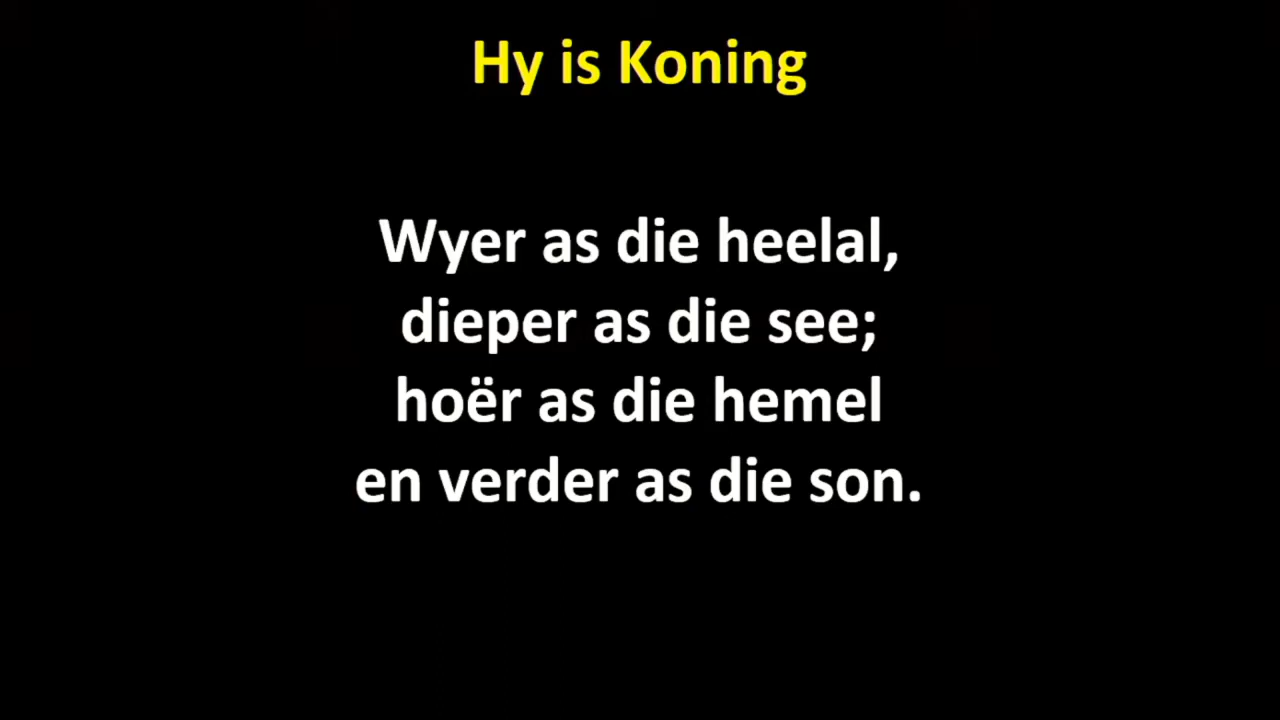 Hy is Koning
Wyer as die heelal,
dieper as die see;
hoër as die hemel
en verder as die son.